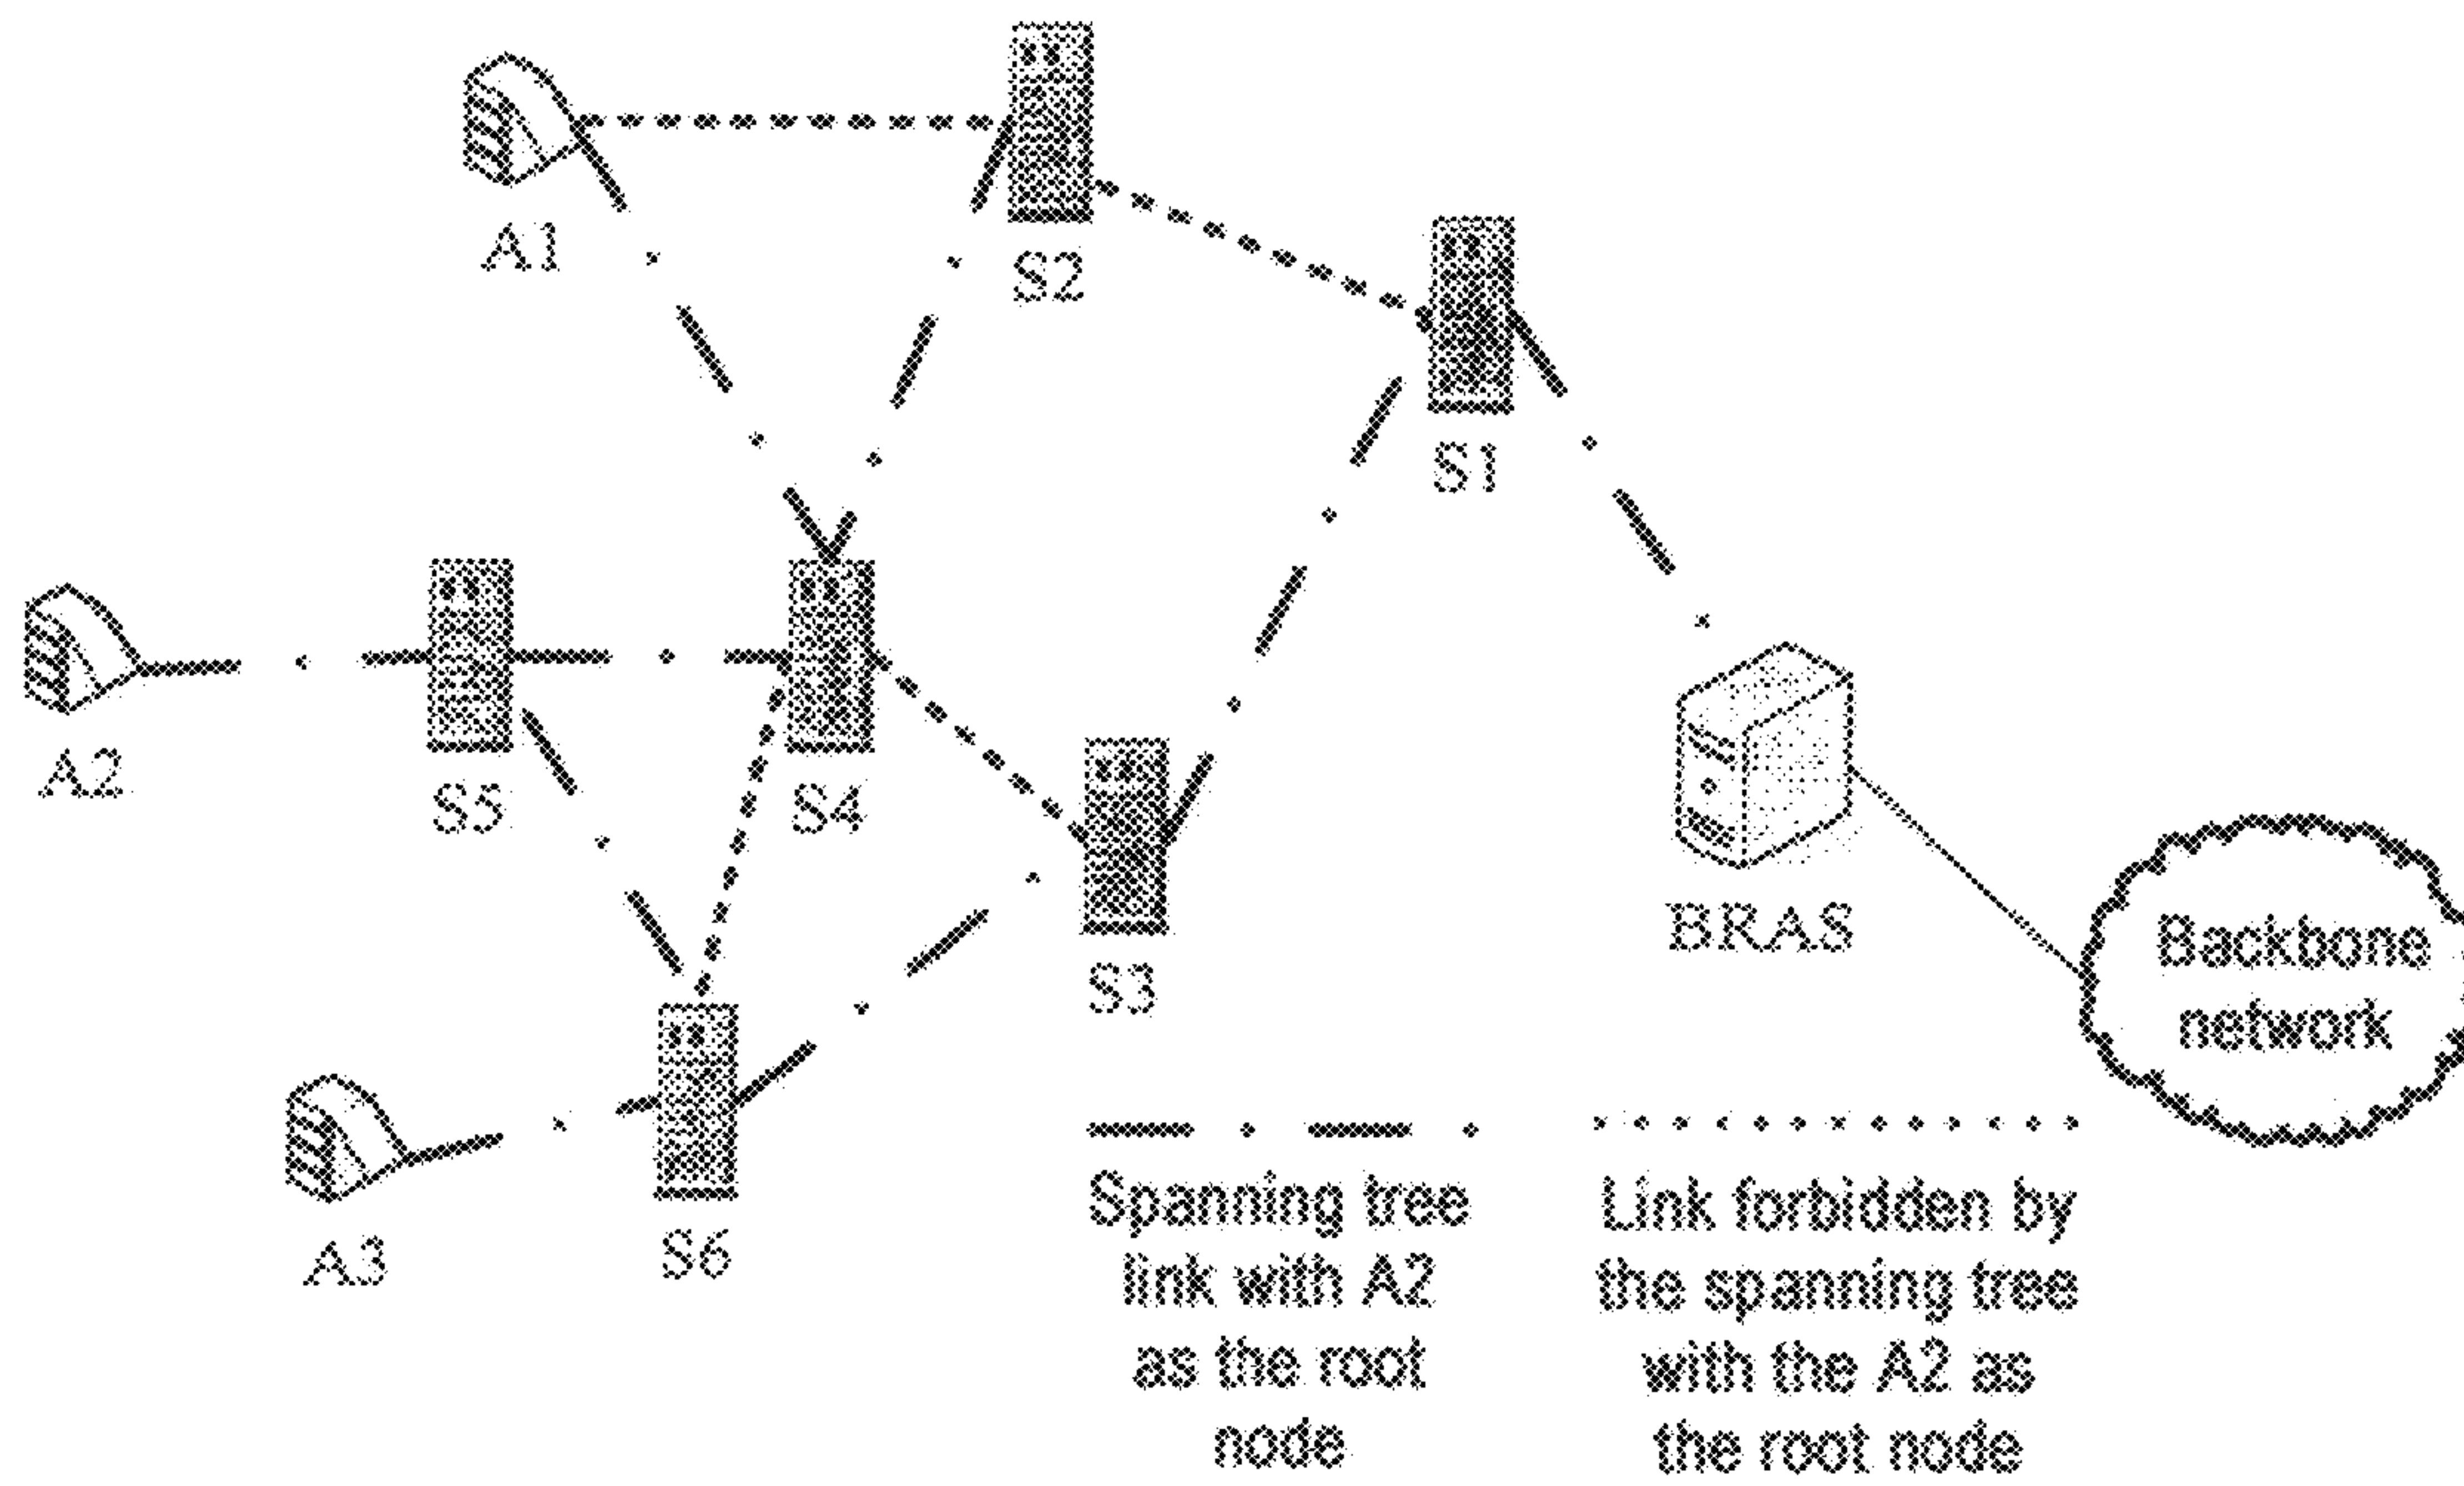 A1
S2
S1
A2
S5
S4
S3
BRAS
Backbone
network
A3
S6
Spanning tree
link with A2
as the root
node
Link forbidden by
the spanning tree
with the A2 as
the root node